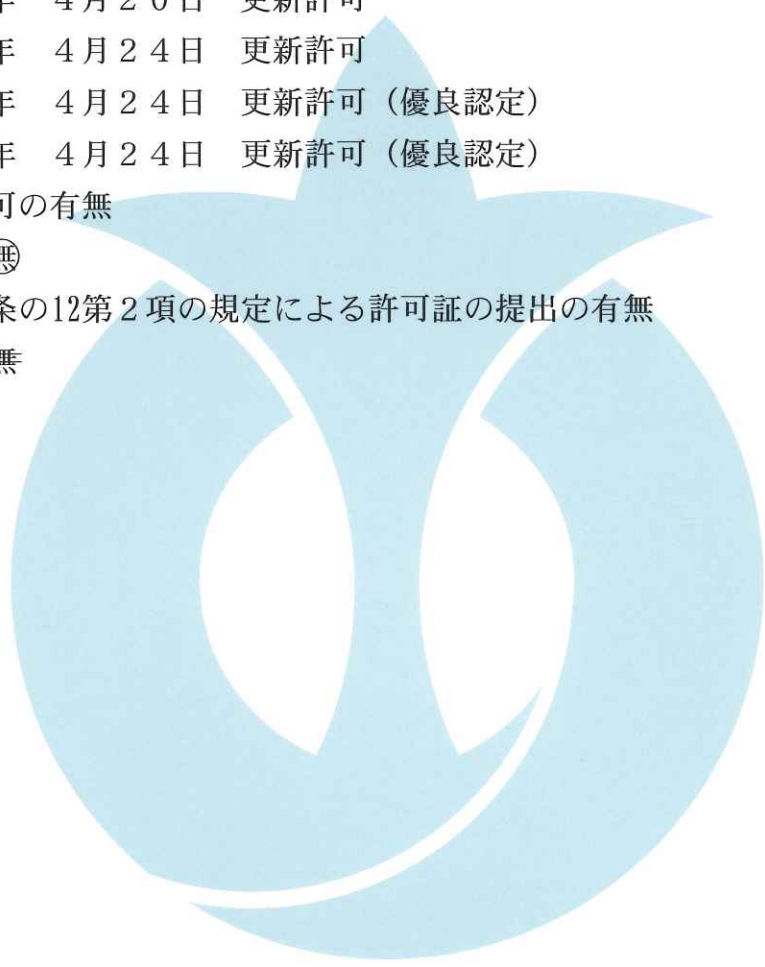 年　４月２０日　更新許可
年　４月２４日　更新許可
年　４月２４日　更新許可（優良認定）
年　４月２４日　更新許可（優良認定）
可の有無
無
条の12第２項の規定による許可証の提出の有無
無